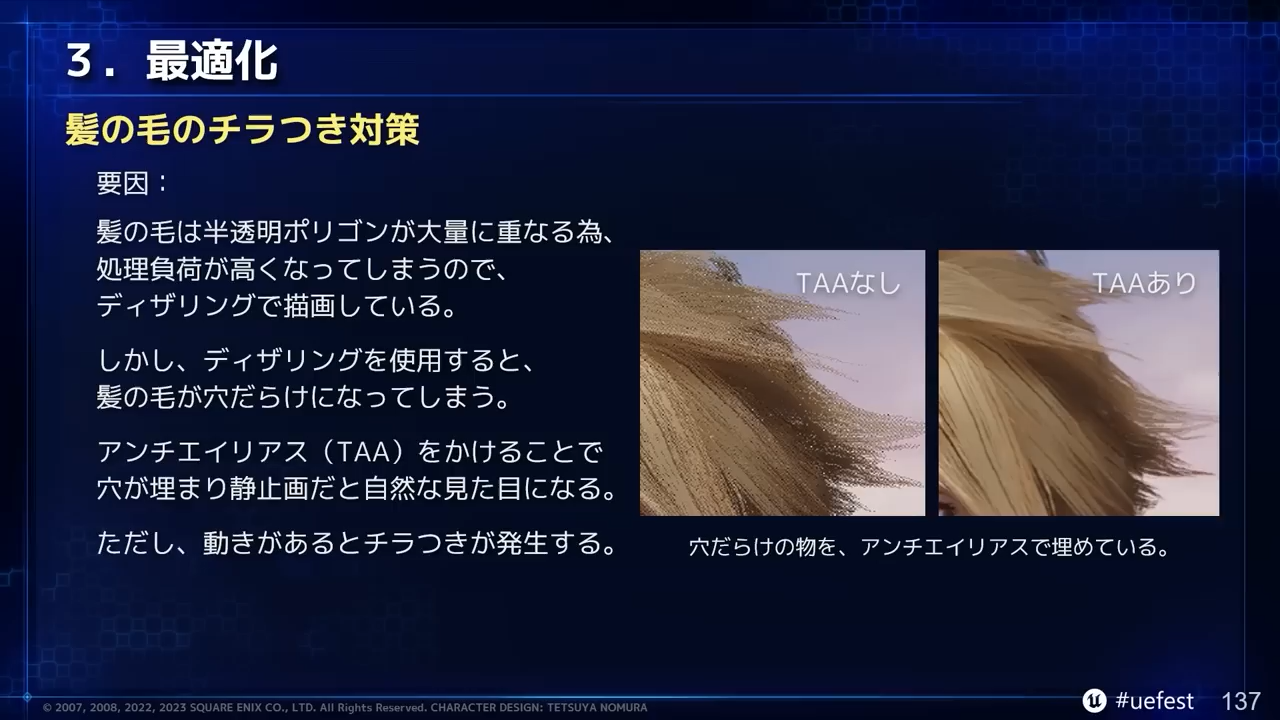 3．最適化
髪の毛のチラつき対策
要因：
髪の毛は半透明ポリゴンが大量に重なる為、
処理負荷が高くなってしまうので、
ディザリングで描画している。
しかし、ディザリングを使用すると、
髪の毛が穴だらけになってしまう。
アンチエイリアス（TAA）をかけることで
穴が埋まり静止画だと自然な見た目になる。
ただし、動きがあるとチラつきが発生する。
TAAなし
TAAあり
穴だらけの物を、アンチエイリアスで埋めている。
© 2007, 2008, 2022, 2023 SQUARE ENIX CO., LTD. All Rights Reserved. CHARACTER DESIGN: TETSUYA NOMURA
#uefest
137